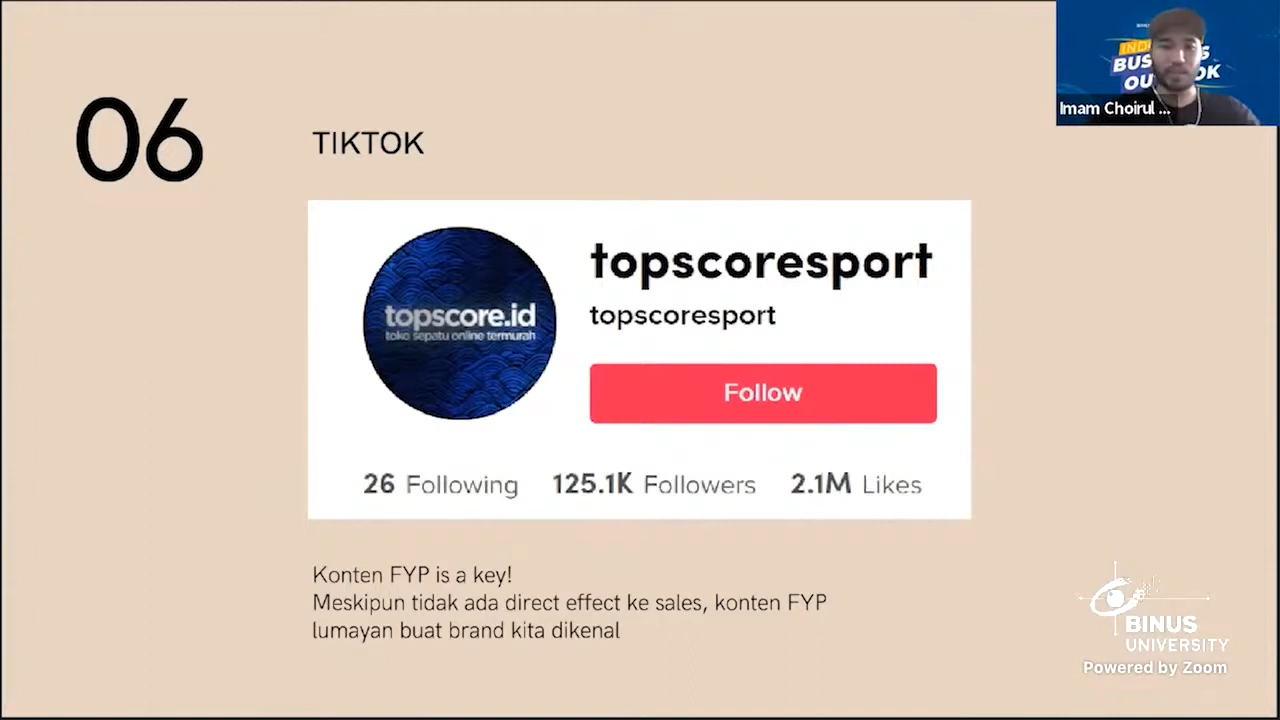 06
TIKTOK
topscore.id
toko sepatu online termurah
topscoresport
topscoresport
Follow
26 Following 125.1K Followers 2.1M Likes
Konten FYP is a key!
Meskipun tidak ada direct effect ke sales, konten FYP
lumayan buat brand kita dikenal
Imam Choirul ...
BINUS
UNIVERSITY
Powered by Zoom